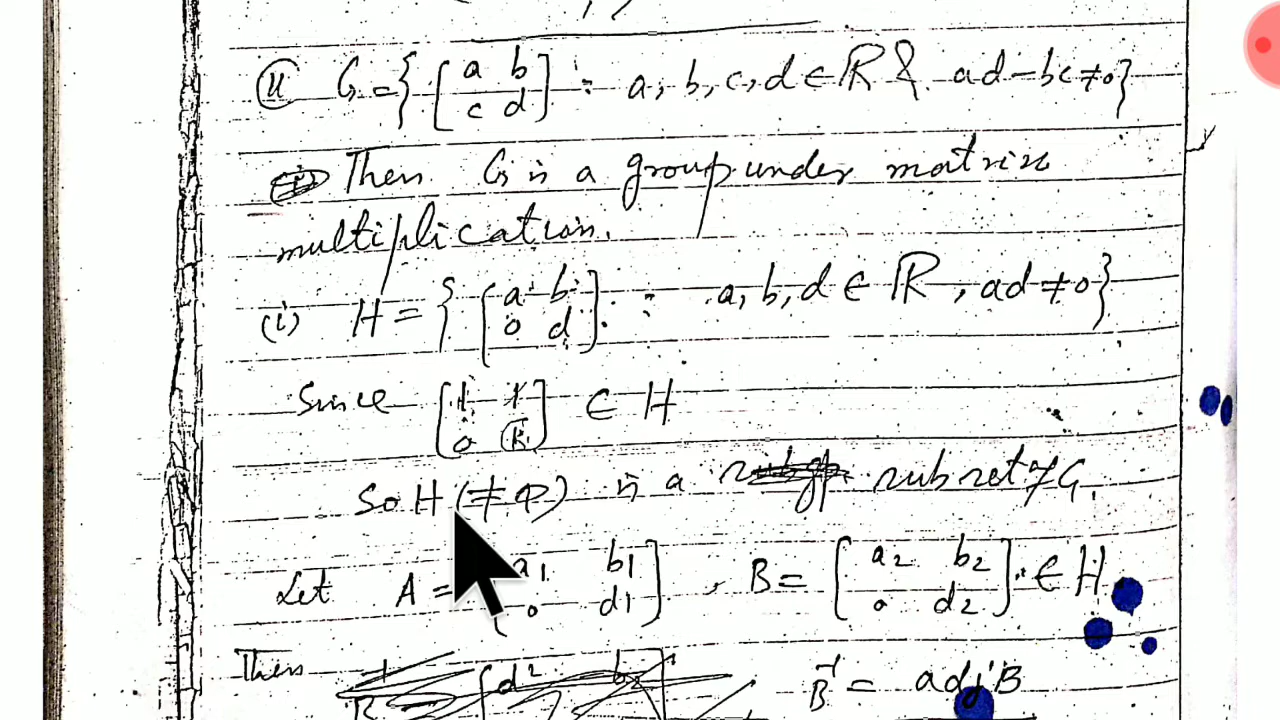 (ii) G = { [a b; c d] : a, b, c, d ∈ R & ad - bc ≠ 0 }
Then G is a group under matrix
multiplication.
(i) H = { [a b; 0 d] : a, b, d ∈ R, ad ≠ 0 }
Since [1 1; 0 1] ∈ H
So H (≠ φ) is a subset of G.
Let A = [a1 b1; 0 d1], B = [a2 b2; 0 d2] ∈ H
Then B⁻¹ = adj B